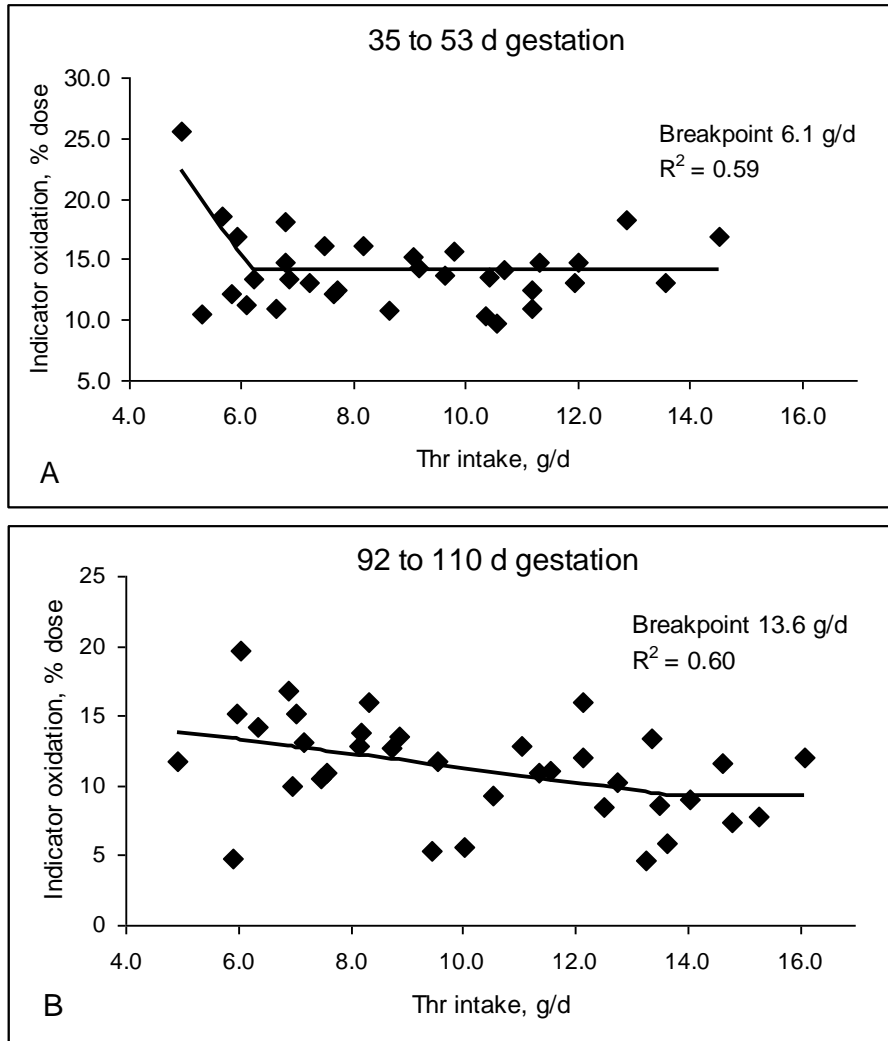 35 to 53 d gestation
30.0
25.0
20.0
15.0
10.0
5.0
Indicator oxidation, % dose
Breakpoint 6.1 g/d
R² = 0.59
4.0 6.0 8.0 10.0 12.0 14.0 16.0
Thr intake, g/d
A
92 to 110 d gestation
25
20
15
10
5
0
Indicator oxidation, % dose
Breakpoint 13.6 g/d
R² = 0.60
4.0 6.0 8.0 10.0 12.0 14.0 16.0
Thr intake, g/d
B